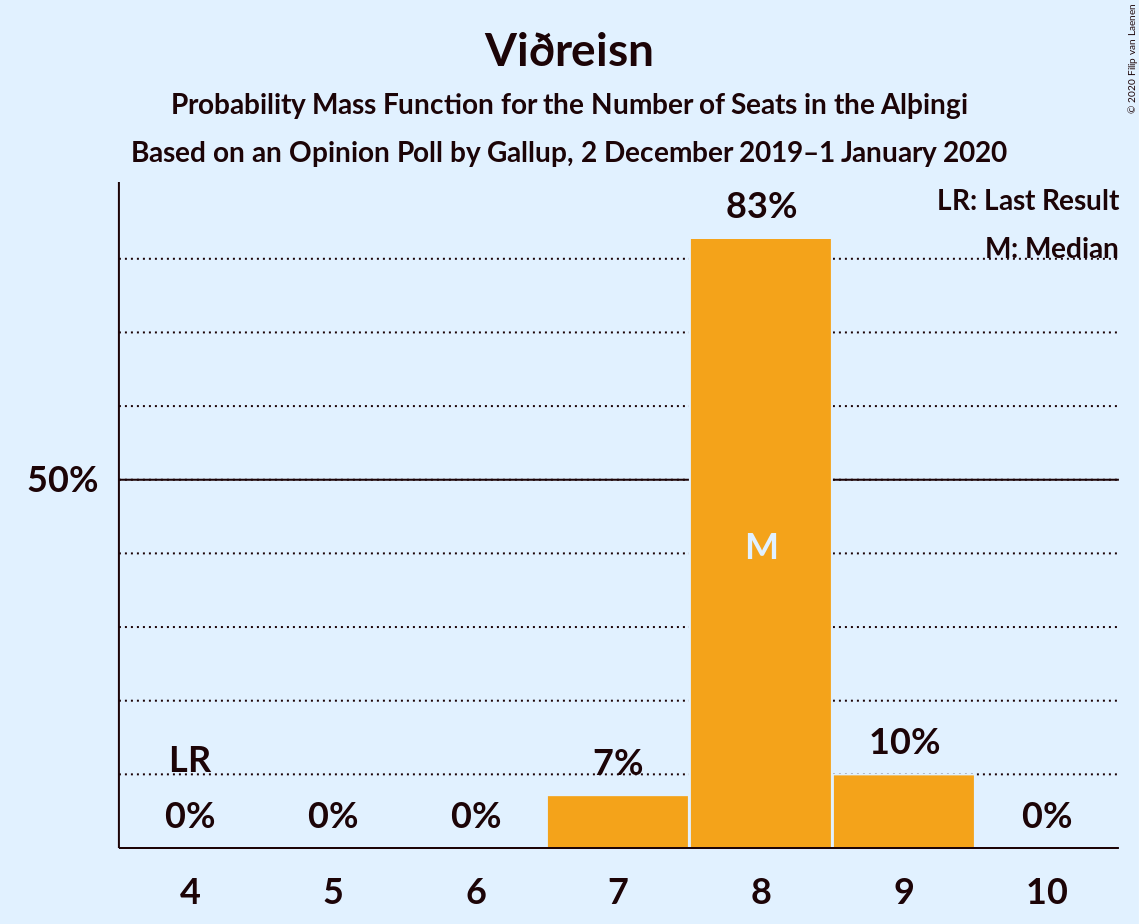 Viðreisn
Probability Mass Function for the Number of Seats in the Alþingi
Based on an Opinion Poll by Gallup, 2 December 2019–1 January 2020
© 2020 Filip van Laenen
LR: Last Result
M: Median
83%
50%
M
LR
7%
10%
0%
0%
0%
0%
4
5
6
7
8
9
10